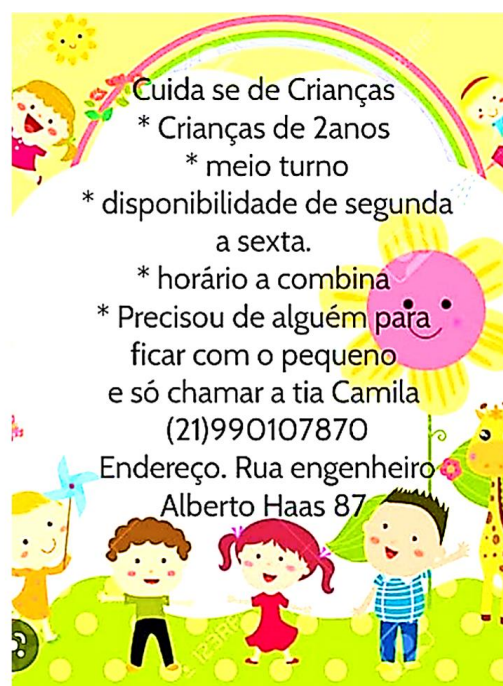 Cuida se de Crianças
* Crianças de 2anos
* meio turno
* disponibilidade de segunda
a sexta.
* horário a combina
* Precisou de alguém para
ficar com o pequeno
e só chamar a tia Camila
(21)990107870
Endereço. Rua engenheiro
Alberto Haas 87